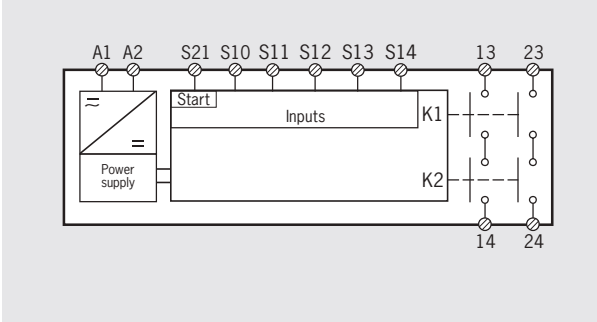 A1 A2 S21 S10 S11 S12 S13 S14 13 23
Start
Inputs
K1
Power
supply
K2
14 24